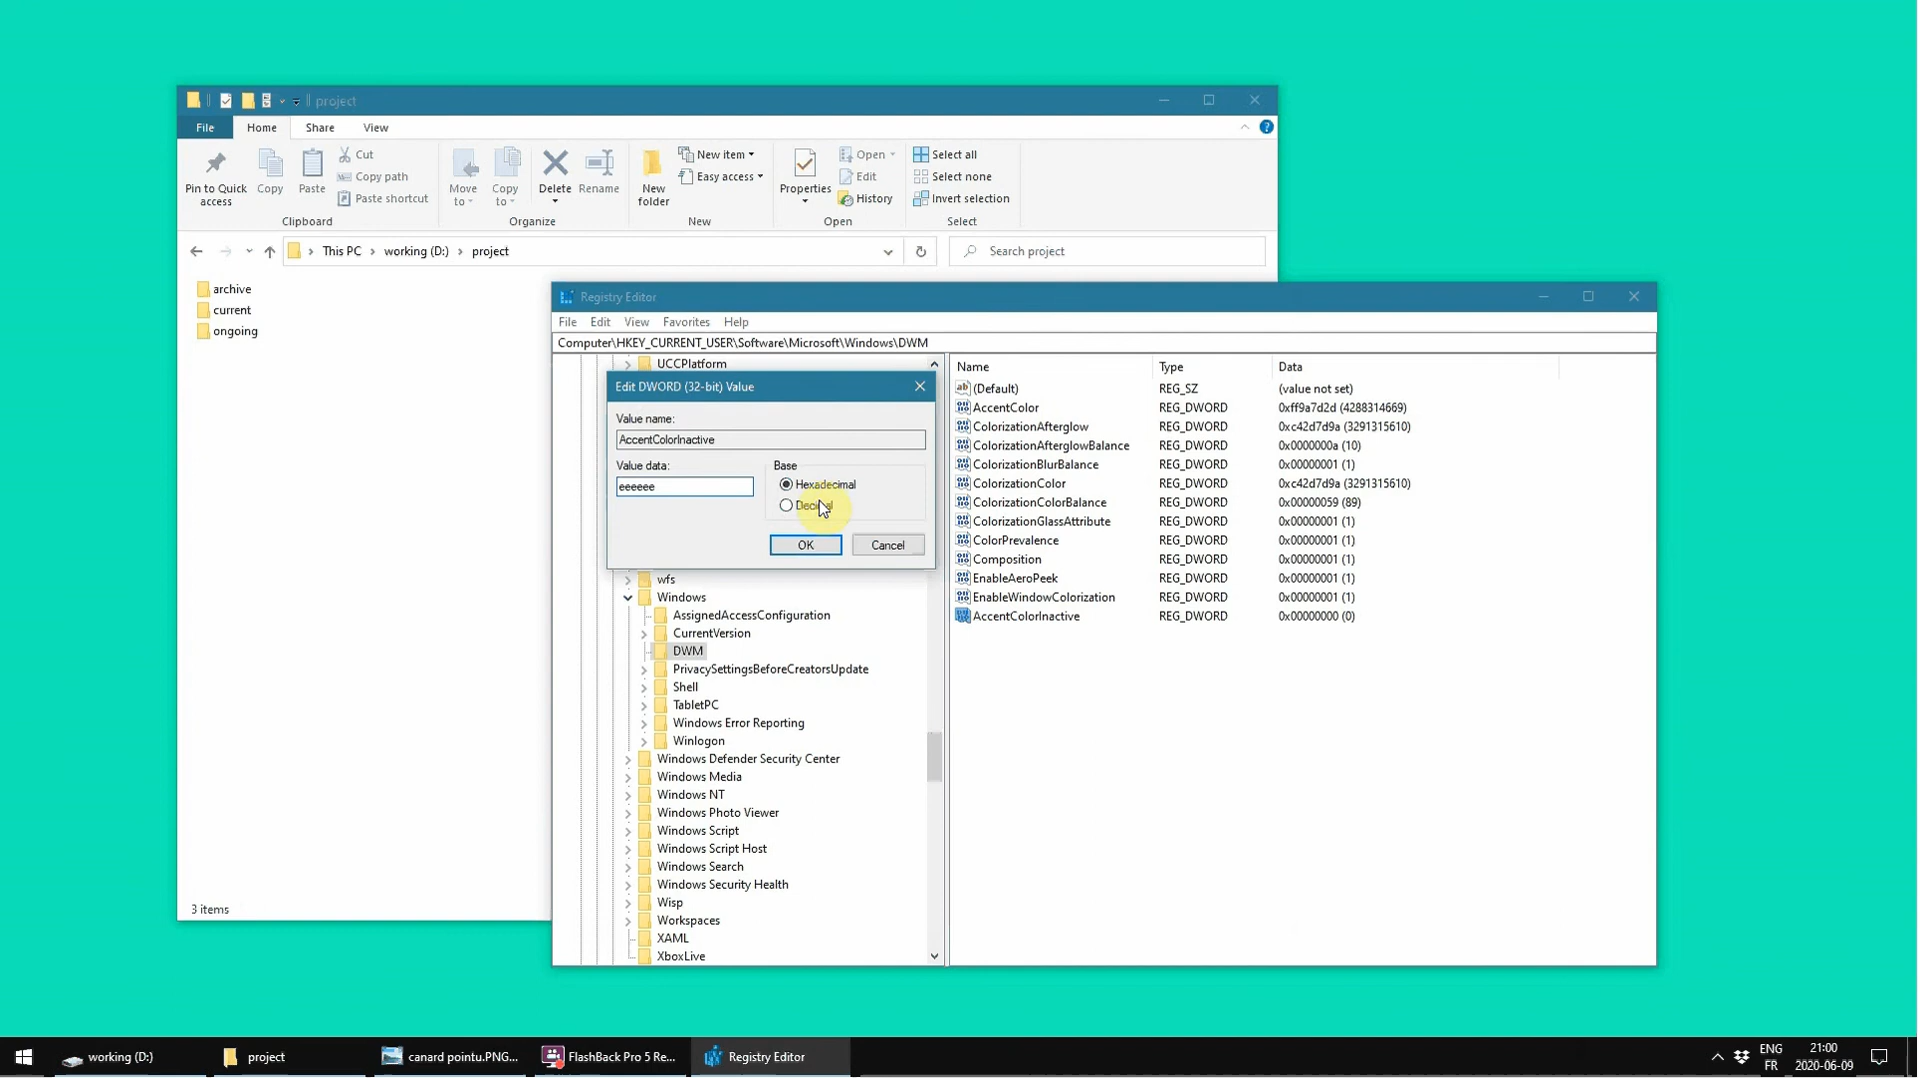 project
File Home Share View
Pin to Quick access
Copy
Paste
Cut
Copy path
Paste shortcut
Clipboard
Move to
Copy to
Delete
Rename
Organize
New folder
New item
Easy access
New
Properties
Open
Edit
History
Open
Select all
Select none
Invert selection
Select
This PC > working (D:) > project
Search project
archive
current
ongoing
3 items
Registry Editor
File Edit View Favorites Help
Computer\HKEY_CURRENT_USER\Software\Microsoft\Windows\DWM
UCCPlatform
Edit DWORD (32-bit) Value
Value name:
AccentColorInactive
Value data:
eeeeee
Base
Hexadecimal
Decimal
OK
Cancel
wfs
Windows
AssignedAccessConfiguration
CurrentVersion
DWM
PrivacySettingsBeforeCreatorsUpdate
Shell
TabletPC
Windows Error Reporting
Winlogon
Windows Defender Security Center
Windows Media
Windows NT
Windows Photo Viewer
Windows Script
Windows Script Host
Windows Search
Windows Security Health
Wisp
Workspaces
XAML
XboxLive
Name Type Data
(Default) REG_SZ (value not set)
AccentColor REG_DWORD 0xff9a7d2d (4288314669)
ColorizationAfterglow REG_DWORD 0xc42d7d9a (3291315610)
ColorizationAfterglowBalance REG_DWORD 0x0000000a (10)
ColorizationBlurBalance REG_DWORD 0x00000001 (1)
ColorizationColor REG_DWORD 0xc42d7d9a (3291315610)
ColorizationColorBalance REG_DWORD 0x00000059 (89)
ColorizationGlassAttribute REG_DWORD 0x00000001 (1)
ColorPrevalence REG_DWORD 0x00000001 (1)
Composition REG_DWORD 0x00000001 (1)
EnableAeroPeek REG_DWORD 0x00000001 (1)
EnableWindowColorization REG_DWORD 0x00000001 (1)
AccentColorInactive REG_DWORD 0x00000000 (0)
working (D:)
project
canard pointu.PNG...
FlashBack Pro 5 Re...
Registry Editor
ENG
FR
21:00
2020-06-09